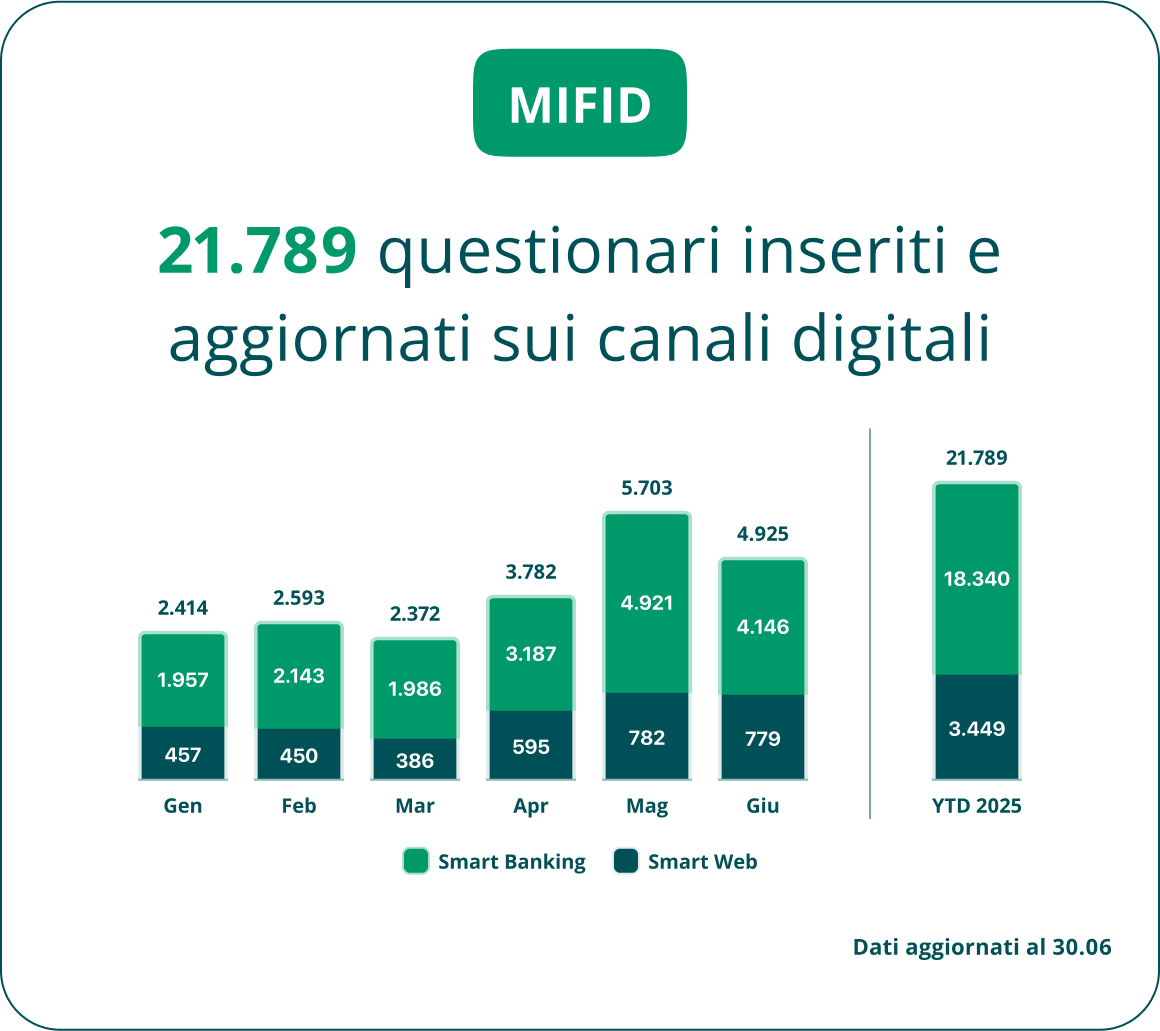 MIFID
21.789 questionari inseriti e
aggiornati sui canali digitali
2.414
2.593
2.372
3.782
5.703
4.925
21.789
1.957
2.143
1.986
3.187
4.921
4.146
18.340
457
450
386
595
782
779
3.449
Gen
Feb
Mar
Apr
Mag
Giu
YTD 2025
Smart Banking
Smart Web
Dati aggiornati al 30.06